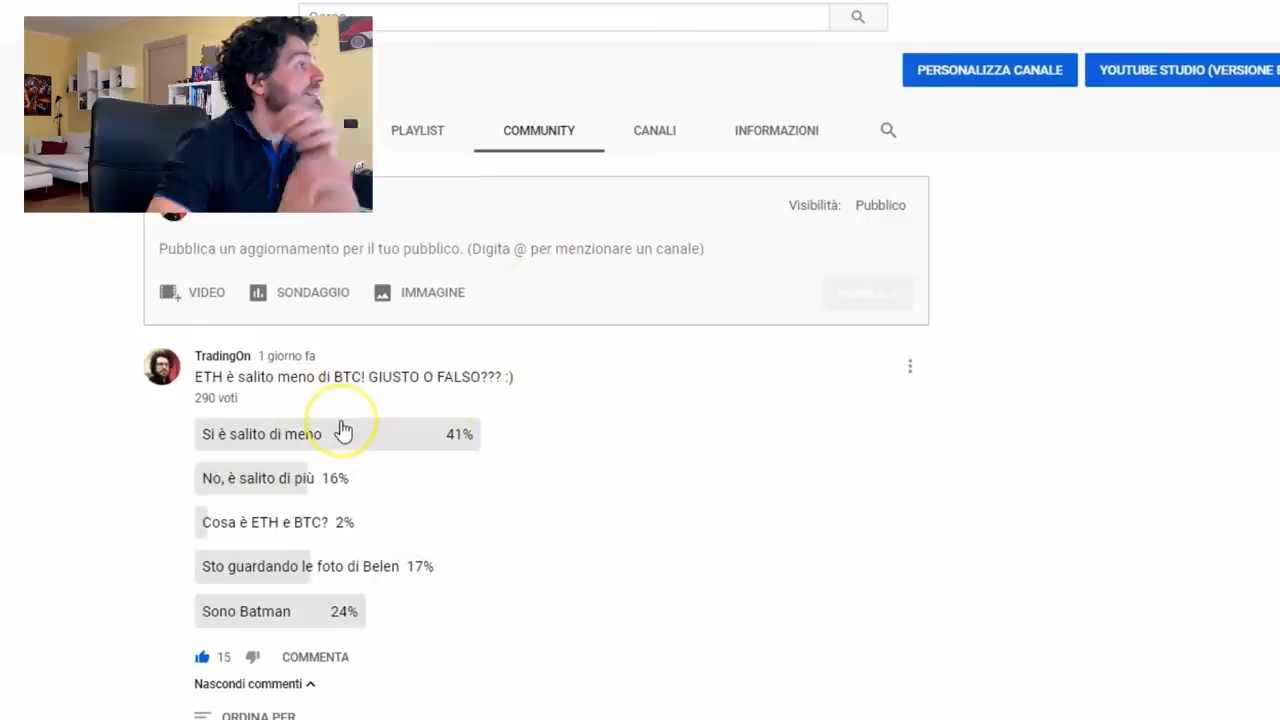 PERSONALIZZA CANALE
YOUTUBE STUDIO (VERSIONE
PLAYLIST
COMMUNITY
CANALI
INFORMAZIONI
Visibilità: Pubblico
Pubblica un aggiornamento per il tuo pubblico. (Digita @ per menzionare un canale)
VIDEO
SONDAGGIO
IMMAGINE
TradingOn 1 giorno fa
ETH è salito meno di BTC! GIUSTO O FALSO??? :)
290 voti
Si è salito di meno 41%
No, è salito di più 16%
Cosa è ETH e BTC? 2%
Sto guardando le foto di Belen 17%
Sono Batman 24%
15
COMMENTA
Nascondi commenti
ORDINA PER